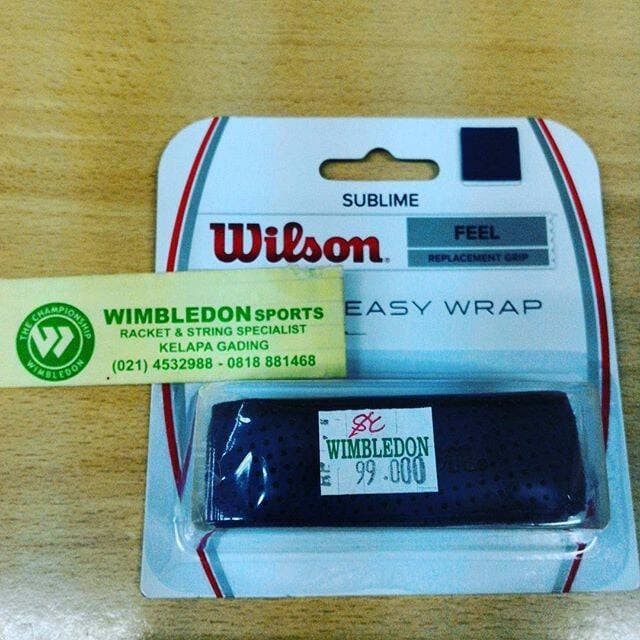 SUBLIME
Wilson
FEEL
REPLACEMENT GRIP
EASY WRAP
THE CHAMPIONSHIP
WIMBLEDON
WIMBLEDON SPORTS
RACKET & STRING SPECIALIST
KELAPA GADING
(021) 4532988 - 0818 881468
WIMBLEDON
99.000